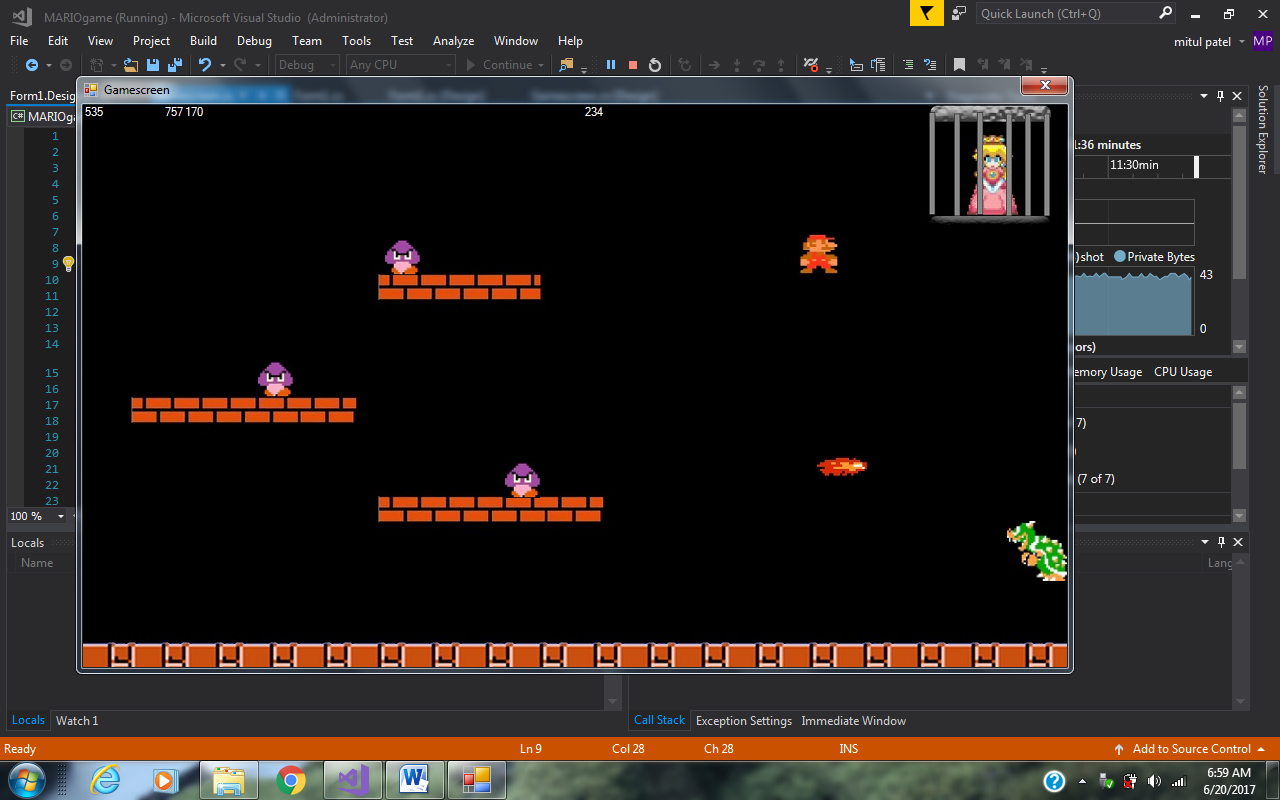 MARIOgame (Running) - Microsoft Visual Studio (Administrator)
Quick Launch (Ctrl+Q)
File Edit View Project Build Debug Team Tools Test Analyze Window Help
mitul patel MP
Debug Any CPU Continue
Gamescreen
Form1.Desig
535 757 170 234
C# MARIOga
1:36 minutes
11:30min
Solution Explorer
1
2
3
4
5
6
7
8
9
10
11
12
13
14
15
16
17
18
19
20
21
22
23
shot Private Bytes
43
0
ors)
emory Usage CPU Usage
7)
(7 of 7)
100 %
Locals
Name
Lang
Locals Watch 1
Call Stack Exception Settings Immediate Window
Ready Ln 9 Col 28 Ch 28 INS Add to Source Control
6:59 AM
6/20/2017